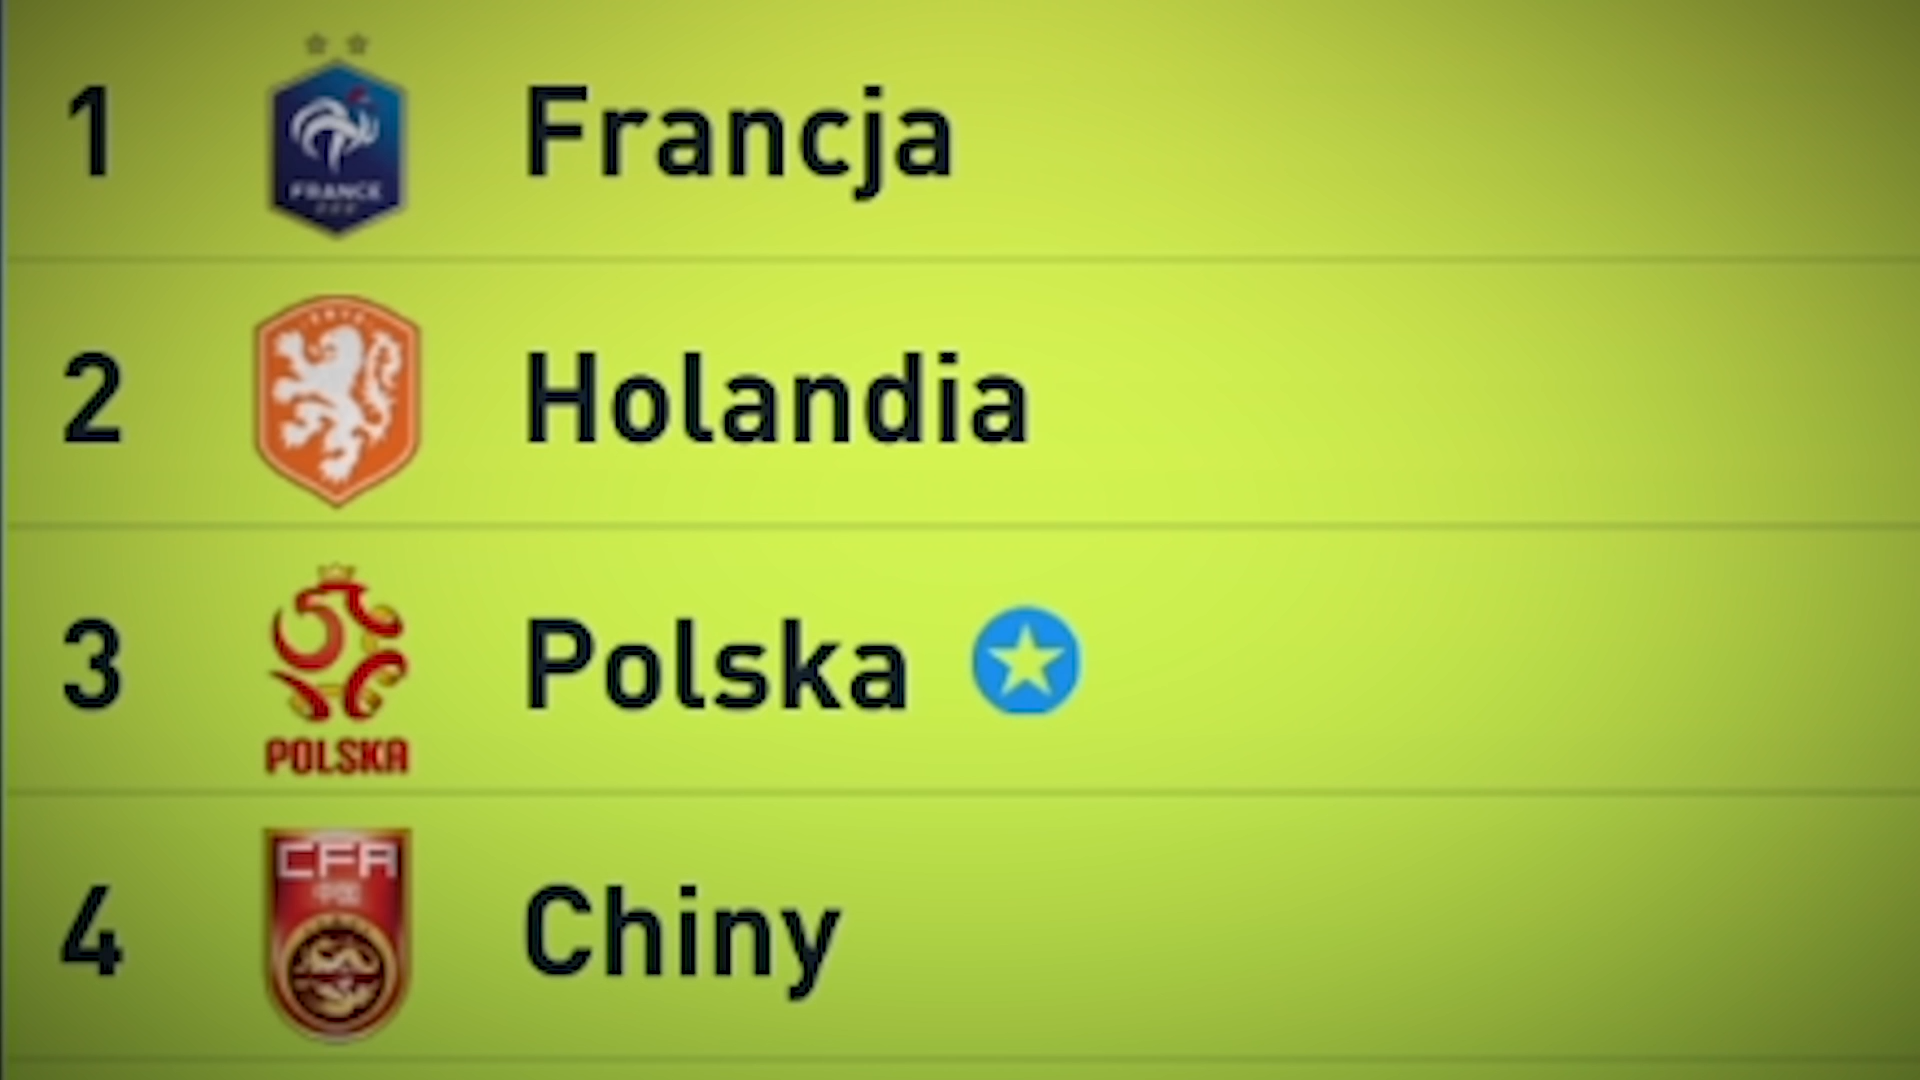 1 FRANCE Francja
2 Holandia
3 POLSKA Polska
4 CFA Chiny